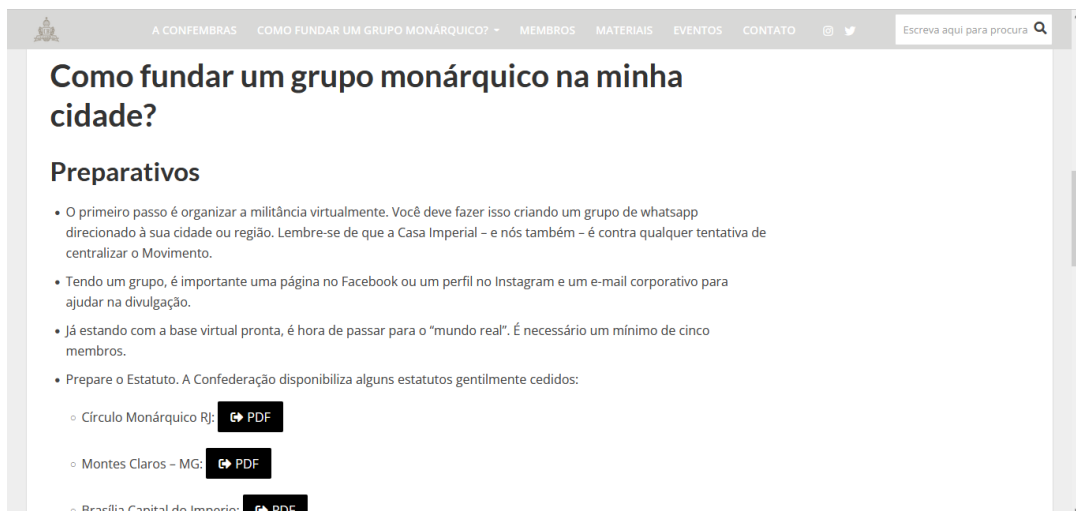 A CONFEMBRAS COMO FUNDAR UM GRUPO MONÁRQUICO? MEMBROS MATERIAIS EVENTOS CONTATO Escreva aqui para procura
Como fundar um grupo monárquico na minha
cidade?
Preparativos
• O primeiro passo é organizar a militância virtualmente. Você deve fazer isso criando um grupo de whatsapp
direcionado à sua cidade ou região. Lembre-se de que a Casa Imperial – e nós também – é contra qualquer tentativa de
centralizar o Movimento.
• Tendo um grupo, é importante uma página no Facebook ou um perfil no Instagram e um e-mail corporativo para
ajudar na divulgação.
• Já estando com a base virtual pronta, é hora de passar para o “mundo real”. É necessário um mínimo de cinco
membros.
• Prepare o Estatuto. A Confederação disponibiliza alguns estatutos gentilmente cedidos:
◦ Círculo Monárquico RJ: PDF
◦ Montes Claros – MG: PDF
◦ Brasília Capital do Imperio: PDF